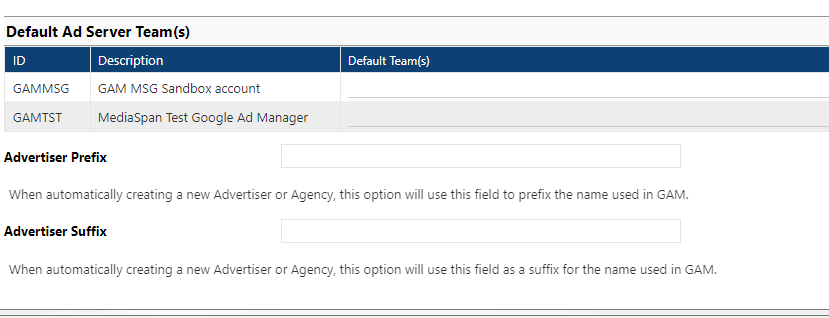 Default Ad Server Team(s)
ID Description Default Team(s)
GAMMSG GAM MSG Sandbox account
GAMTST MediaSpan Test Google Ad Manager
Advertiser Prefix
When automatically creating a new Advertiser or Agency, this option will use this field to prefix the name used in GAM.
Advertiser Suffix
When automatically creating a new Advertiser or Agency, this option will use this field as a suffix for the name used in GAM.